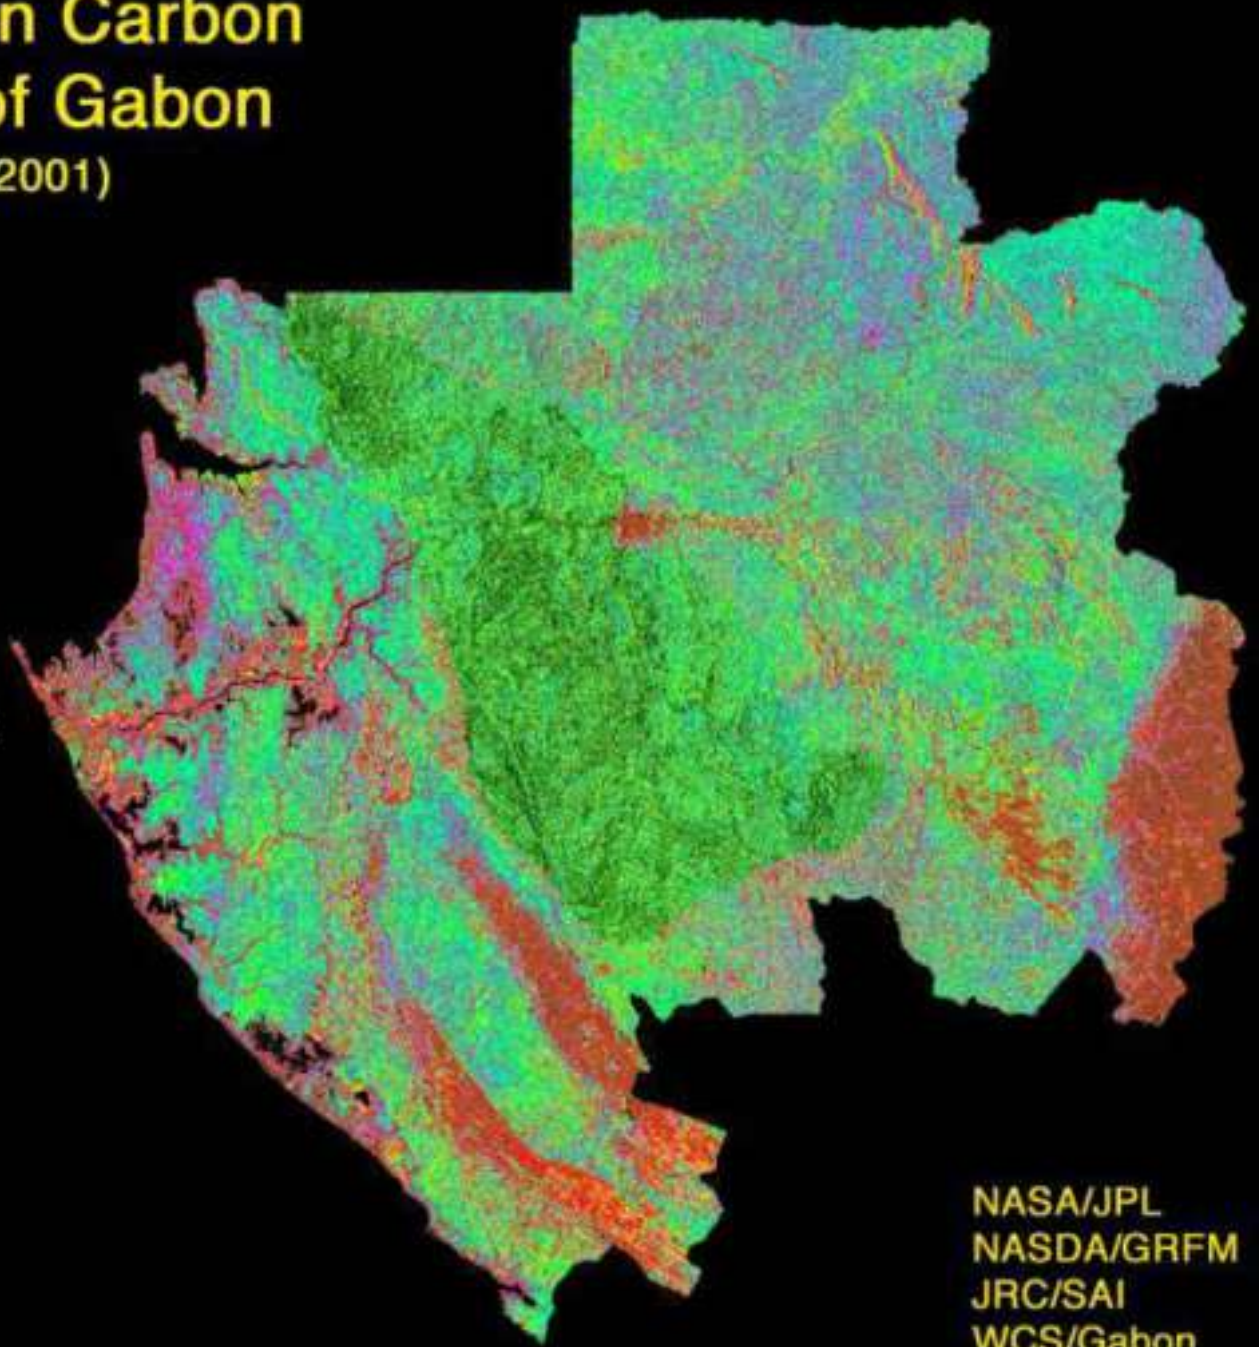 n Carbon
of Gabon
2001)
NASA/JPL
NASDA/GRFM
JRC/SAI
WCS/Gabon